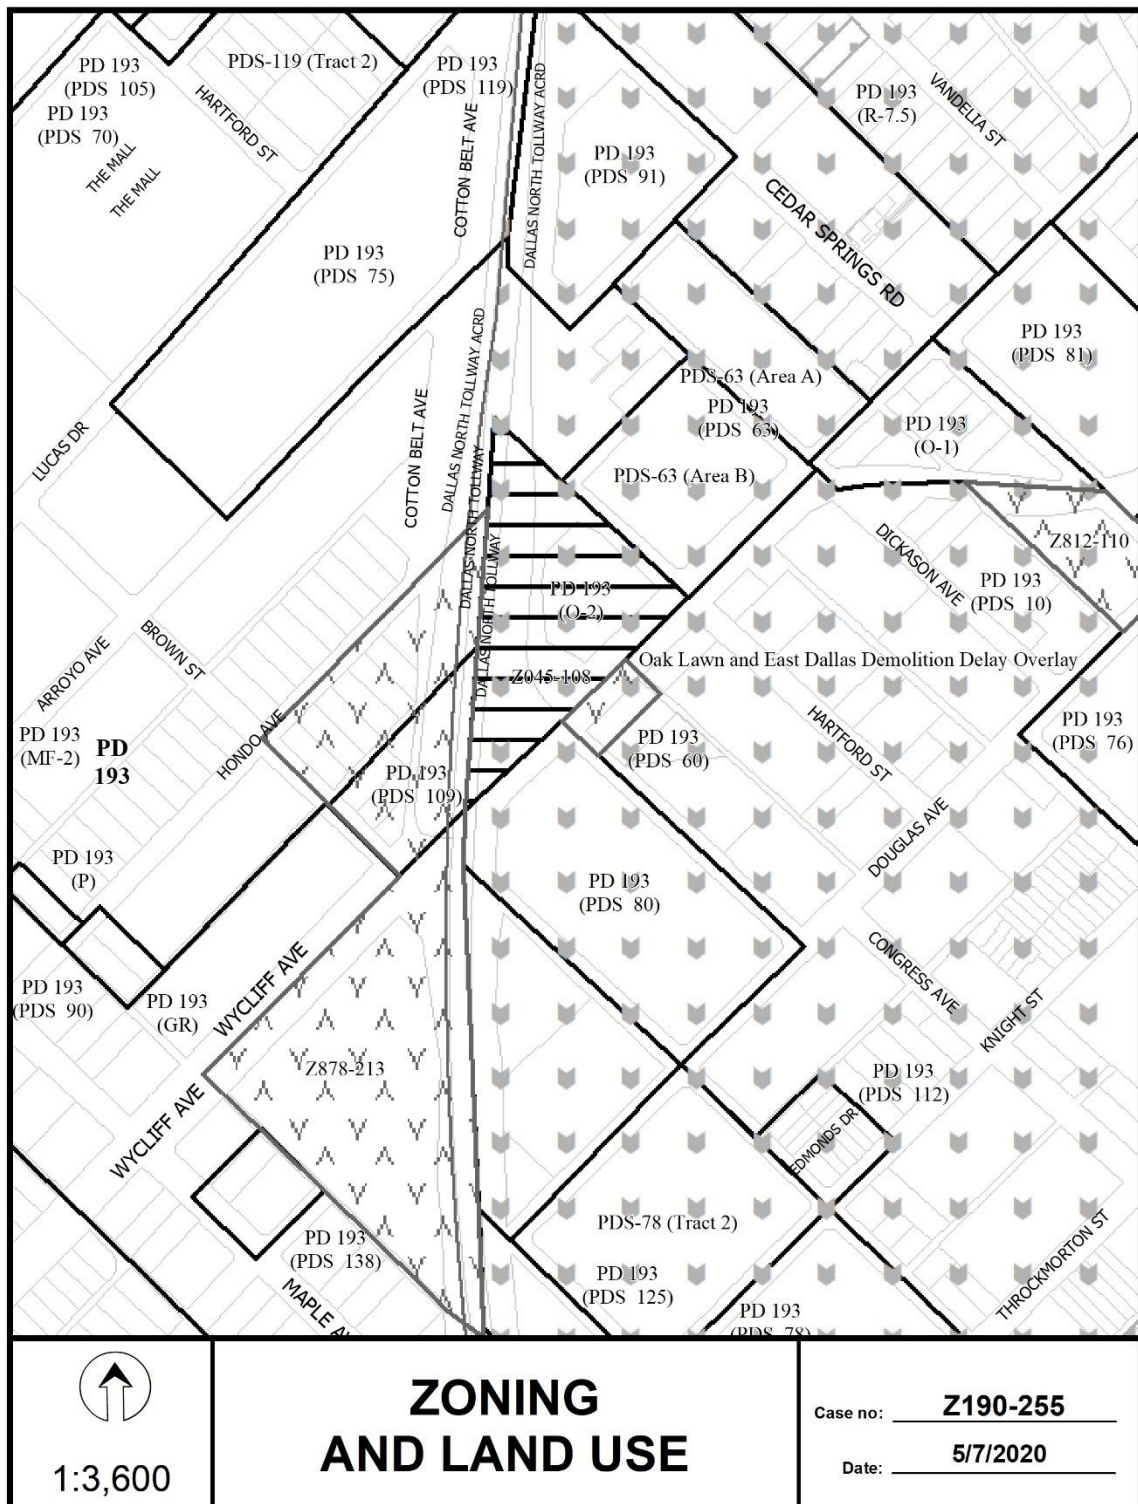 PD 193
(PDS 105)
PD 193
(PDS 70)
THE MALL
THE MALL
HARTFORD ST
PDS-119 (Tract 2)
PD 193
(PDS 119)
COTTON BELT AVE
DALLAS NORTH TOLLWAY ACRD
PD 193
(PDS 91)
PD 193
(R-7.5)
VANDELIA ST
CEDAR SPRINGS RD
PD 193
(PDS 75)
PD 193
(PDS 81)
LUCAS DR
COTTON BELT AVE
DALLAS NORTH TOLLWAY ACRD
DALLAS NORTH TOLLWAY
DALLAS NORTH TOLLWAY
PDS-63 (Area A)
PD 193
(PDS 63)
PDS-63 (Area B)
PD 193
(O-1)
DICKASON AVE
Z812-110
PD 193
(PDS 10)
PD 193
(O-2)
Z045-108
Oak Lawn and East Dallas Demolition Delay Overlay
ARROYO AVE
BROWN ST
HONDO AVE
PD 193
(MF-2)
PD
193
PD 193
(PDS 109)
PD 193
(PDS 60)
HARTFORD ST
PD 193
(PDS 76)
DOUGLAS AVE
PD 193
(P)
PD 193
(PDS 80)
CONGRESS AVE
KNIGHT ST
PD 193
(PDS 90)
PD 193
(GR)
WYCLIFF AVE
WYCLIFF AVE
Z878-213
PD 193
(PDS 112)
EDMONDS DR
PD 193
(PDS 138)
MAPLE AV
PDS-78 (Tract 2)
PD 193
(PDS 125)
PD 193
(PDS 78)
THROCKMORTON ST
1:3,600
ZONING
AND LAND USE
Case no: Z190-255
Date: 5/7/2020